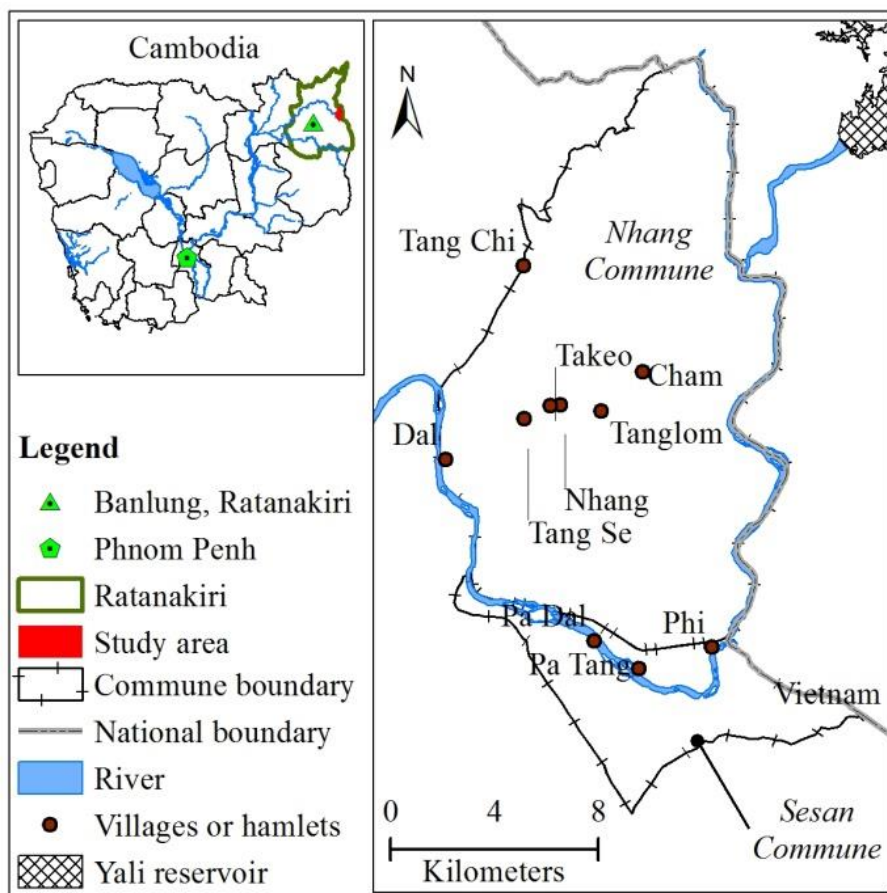 Cambodia
Legend
Banlung, Ratanakiri
Phnom Penh
Ratanakiri
Study area
Commune boundary
National boundary
River
Villages or hamlets
Yali reservoir
N
Tang Chi
Nhang
Commune
Takeo
Cham
Dal
Tanglom
Nhang
Tang Se
Pa Dal
Phi
Pa Tang
Vietnam
0 4 8
Kilometers
Sesan
Commune